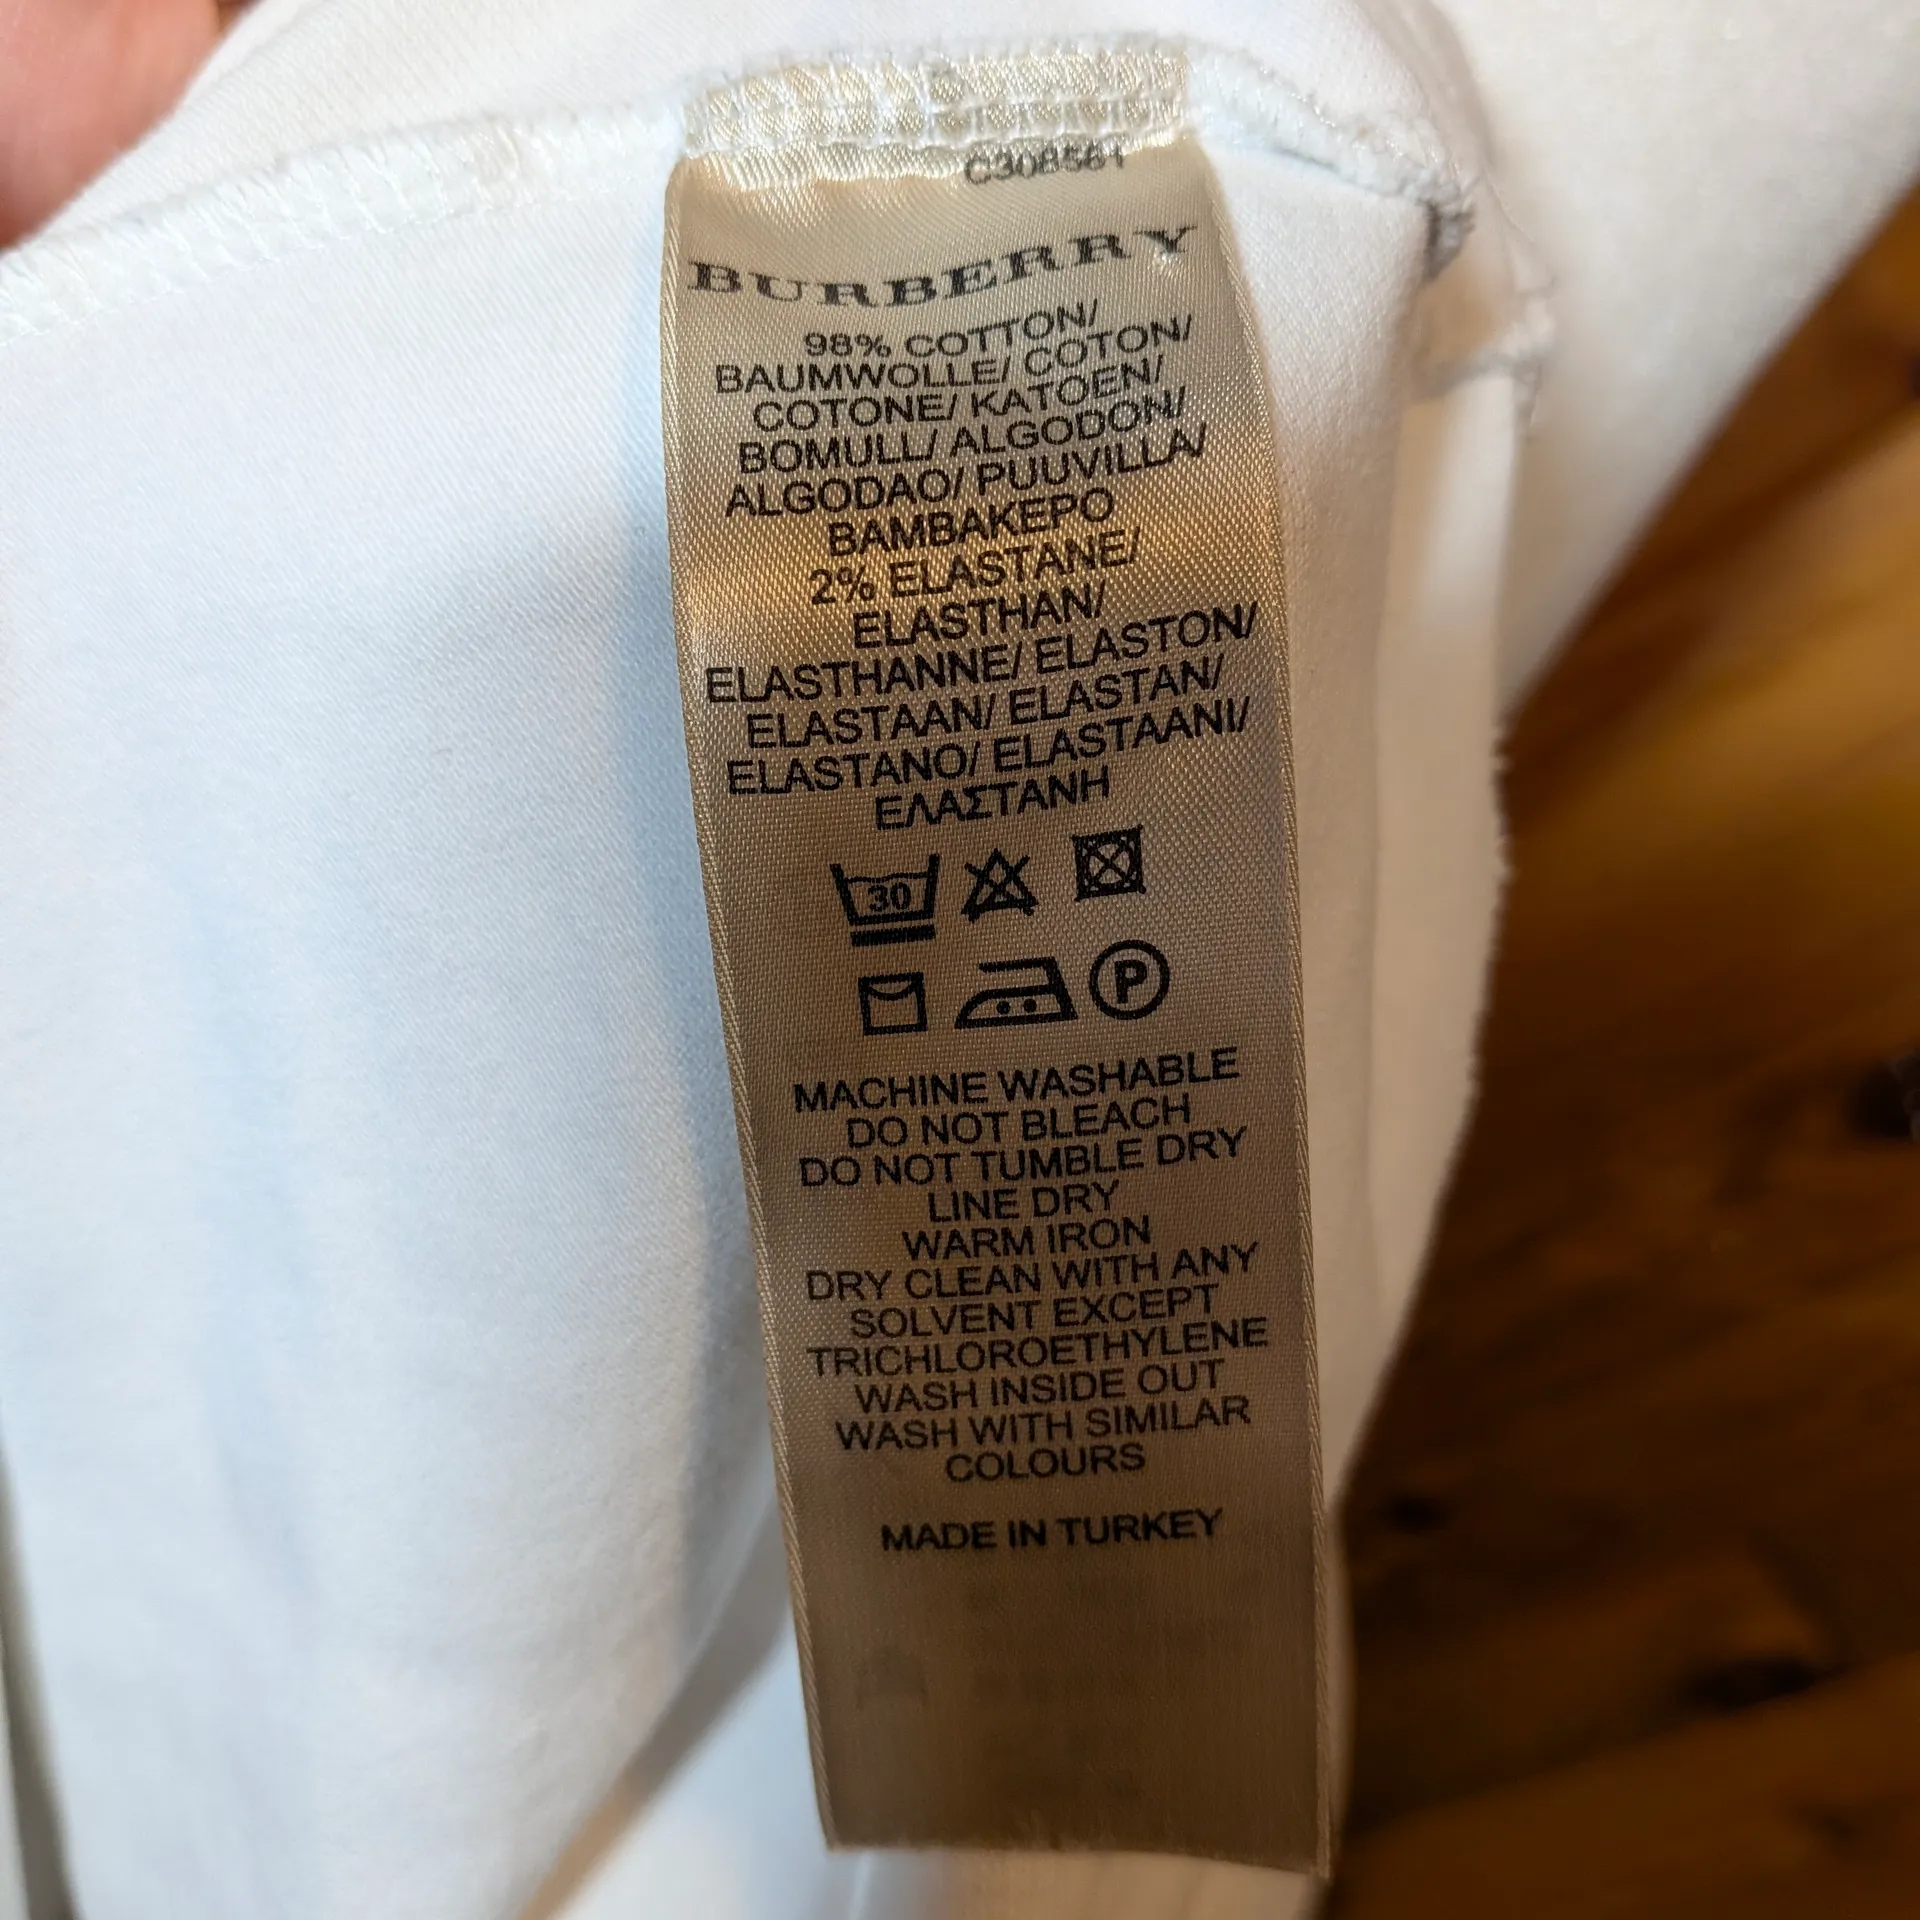 C308561
BURBERRY
98% COTTON/
BAUMWOLLE/ COTON/
COTONE/ KATOEN/
BOMULL/ ALGODON/
ALGODAO/ PUUVILLA/
BAMBAKEPO
2% ELASTANE/
ELASTHAN/
ELASTHANNE/ ELASTON/
ELASTAAN/ ELASTAN/
ELASTANO/ ELASTAANI/
ΕΛΑΣΤΑΝΗ
30
P
MACHINE WASHABLE
DO NOT BLEACH
DO NOT TUMBLE DRY
LINE DRY
WARM IRON
DRY CLEAN WITH ANY
SOLVENT EXCEPT
TRICHLOROETHYLENE
WASH INSIDE OUT
WASH WITH SIMILAR
COLOURS
MADE IN TURKEY